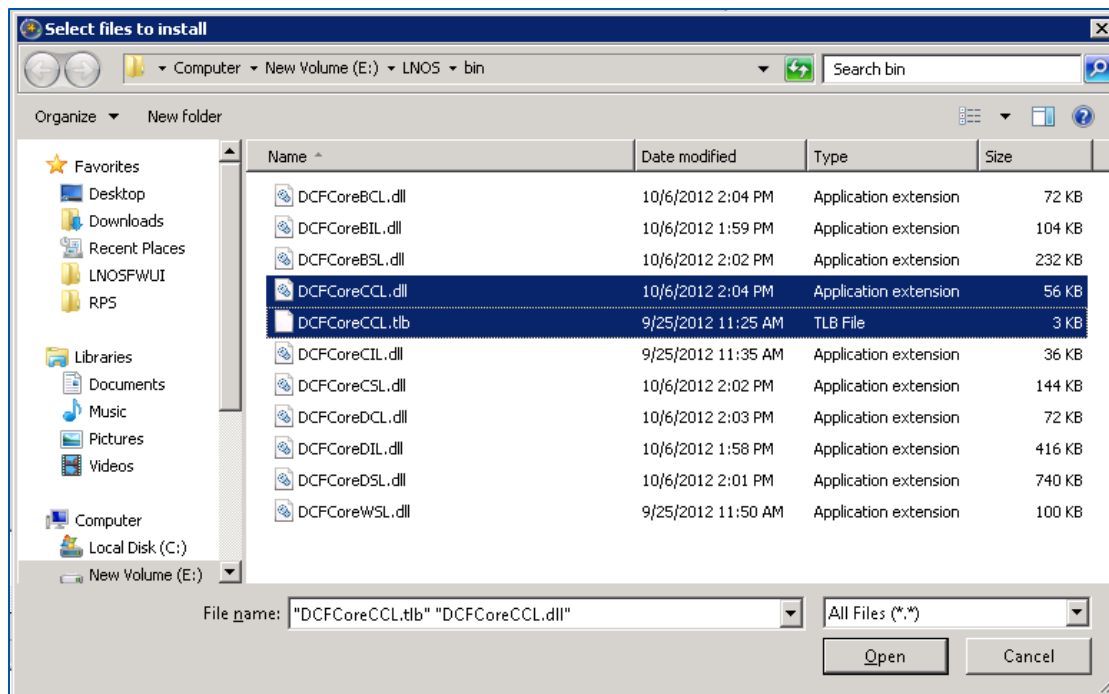 Select files to install
Computer New Volume (E:) LNOS bin Search bin
Organize New folder
Name Date modified Type Size
Favorites
Desktop
Downloads
Recent Places
LNOSFWUI
RPS
Libraries
Documents
Music
Pictures
Videos
Computer
Local Disk (C:)
New Volume (E:)
DCFCoreBCL.dll 10/6/2012 2:04 PM Application extension 72 KB
DCFCoreBIL.dll 10/6/2012 1:59 PM Application extension 104 KB
DCFCoreBSL.dll 10/6/2012 2:02 PM Application extension 232 KB
DCFCoreCCL.dll 10/6/2012 2:04 PM Application extension 56 KB
DCFCoreCCL.tlb 9/25/2012 11:25 AM TLB File 3 KB
DCFCoreCIL.dll 9/25/2012 11:35 AM Application extension 36 KB
DCFCoreCSL.dll 10/6/2012 2:02 PM Application extension 144 KB
DCFCoreDCL.dll 10/6/2012 2:03 PM Application extension 72 KB
DCFCoreDIL.dll 10/6/2012 1:58 PM Application extension 416 KB
DCFCoreDSL.dll 10/6/2012 2:01 PM Application extension 740 KB
DCFCoreWSL.dll 9/25/2012 11:50 AM Application extension 100 KB
File name: "DCFCoreCCL.tlb" "DCFCoreCCL.dll" All Files (*.*)
Open Cancel